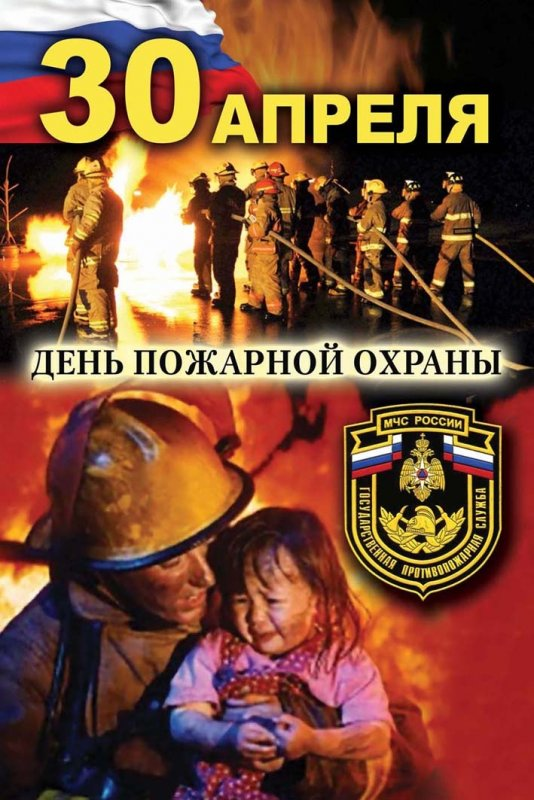 30 АПРЕЛЯ
ДЕНЬ ПОЖАРНОЙ ОХРАНЫ
МЧС РОССИИ
ГОСУДАРСТВЕННАЯ ПРОТИВОПОЖАРНАЯ СЛУЖБА